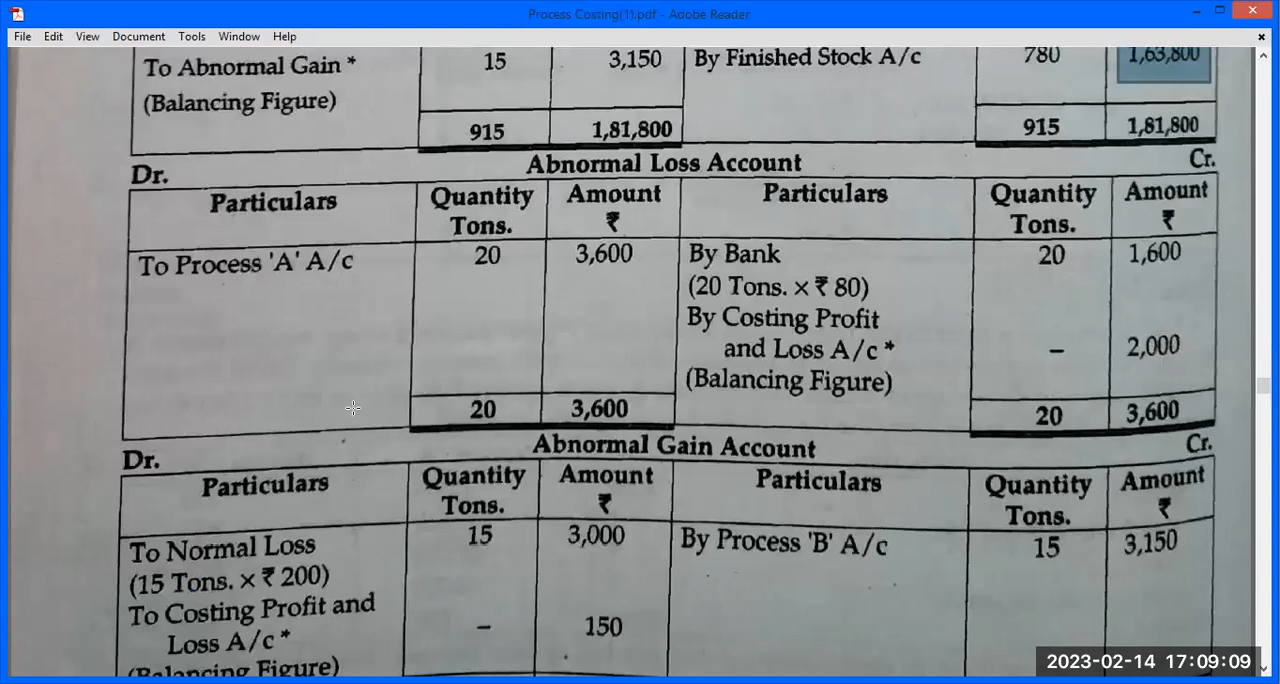 Process Costing(1).pdf - Adobe Reader
File Edit View Document Tools Window Help
To Abnormal Gain * 15 3,150 By Finished Stock A/c 780 1,63,800
(Balancing Figure)
915 1,81,800 915 1,81,800
Dr. Abnormal Loss Account Cr.
Particulars Quantity Amount Particulars Quantity Amount
Tons. ₹ Tons. ₹
To Process 'A' A/c 20 3,600 By Bank 20 1,600
(20 Tons. × ₹ 80)
By Costing Profit
and Loss A/c * – 2,000
(Balancing Figure)
20 3,600 20 3,600
Dr. Abnormal Gain Account Cr.
Particulars Quantity Amount Particulars Quantity Amount
Tons. ₹ Tons. ₹
To Normal Loss 15 3,000 By Process 'B' A/c 15 3,150
(15 Tons. × ₹ 200)
To Costing Profit and
Loss A/c * – 150
(Balancing Figure)
2023-02-14 17:09:09